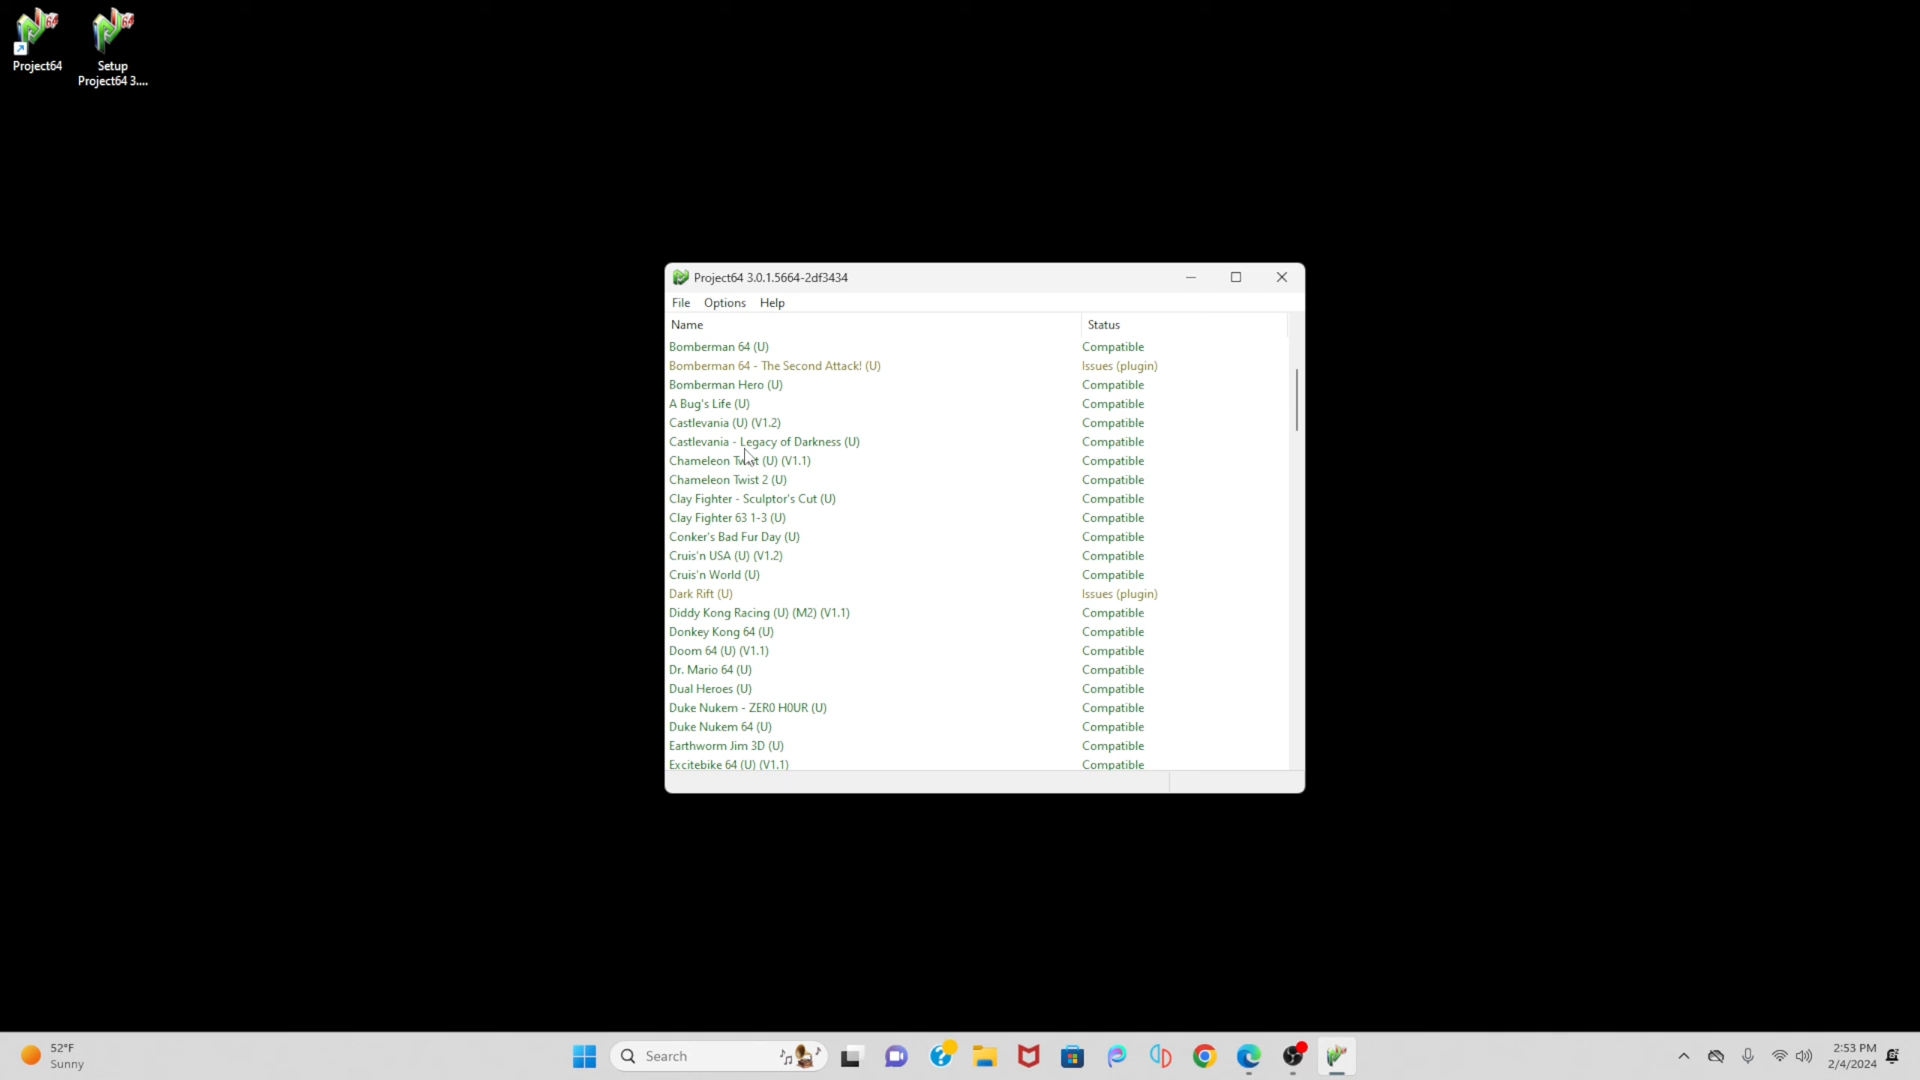 Project64
Setup
Project64 3....
Project64 3.0.1.5664-2df3434
File Options Help
Name Status
Bomberman 64 (U) Compatible
Bomberman 64 - The Second Attack! (U) Issues (plugin)
Bomberman Hero (U) Compatible
A Bug's Life (U) Compatible
Castlevania (U) (V1.2) Compatible
Castlevania - Legacy of Darkness (U) Compatible
Chameleon Twist (U) (V1.1) Compatible
Chameleon Twist 2 (U) Compatible
Clay Fighter - Sculptor's Cut (U) Compatible
Clay Fighter 63 1-3 (U) Compatible
Conker's Bad Fur Day (U) Compatible
Cruis'n USA (U) (V1.2) Compatible
Cruis'n World (U) Compatible
Dark Rift (U) Issues (plugin)
Diddy Kong Racing (U) (M2) (V1.1) Compatible
Donkey Kong 64 (U) Compatible
Doom 64 (U) (V1.1) Compatible
Dr. Mario 64 (U) Compatible
Dual Heroes (U) Compatible
Duke Nukem - ZER0 H0UR (U) Compatible
Duke Nukem 64 (U) Compatible
Earthworm Jim 3D (U) Compatible
Excitebike 64 (U) (V1.1) Compatible
52°F
Sunny
Search
2:53 PM
2/4/2024